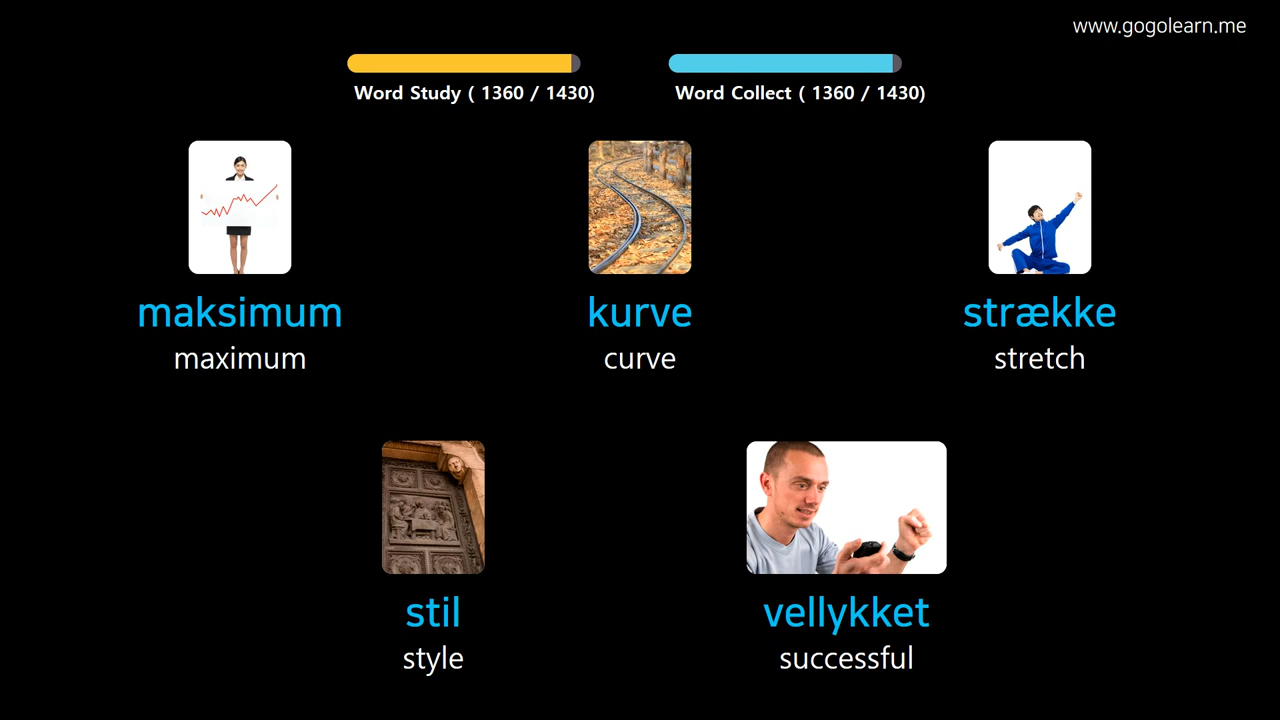 www.gogolearn.me
Word Study ( 1360 / 1430)
Word Collect ( 1360 / 1430)
maksimum
maximum
kurve
curve
strække
stretch
stil
style
vellykket
successful